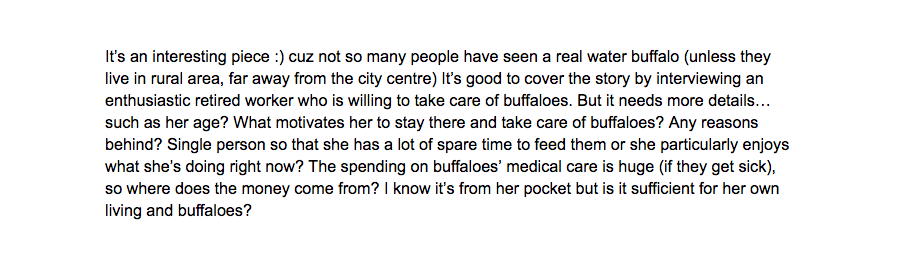 It's an interesting piece :) cuz not so many people have seen a real water buffalo (unless they
live in rural area, far away from the city centre) It's good to cover the story by interviewing an
enthusiastic retired worker who is willing to take care of buffaloes. But it needs more details…
such as her age? What motivates her to stay there and take care of buffaloes? Any reasons
behind? Single person so that she has a lot of spare time to feed them or she particularly enjoys
what she's doing right now? The spending on buffaloes' medical care is huge (if they get sick),
so where does the money come from? I know it's from her pocket but is it sufficient for her own
living and buffaloes?